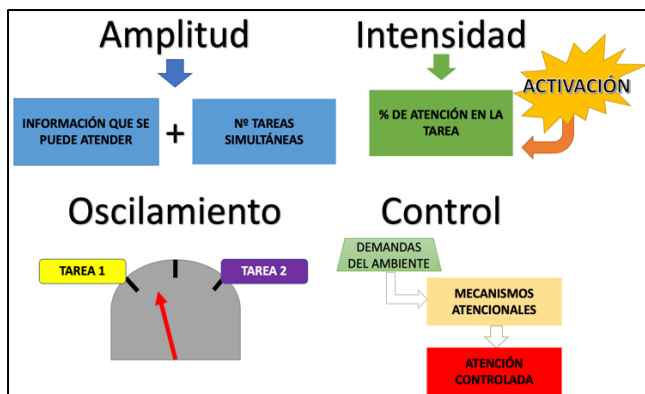 Amplitud
INFORMACIÓN QUE SE
PUEDE ATENDER
+
Nº TAREAS
SIMULTÁNEAS
Intensidad
% DE ATENCIÓN EN LA
TAREA
ACTIVACIÓN
Oscilamiento
TAREA 1
TAREA 2
Control
DEMANDAS
DEL AMBIENTE
MECANISMOS
ATENCIONALES
ATENCIÓN
CONTROLADA